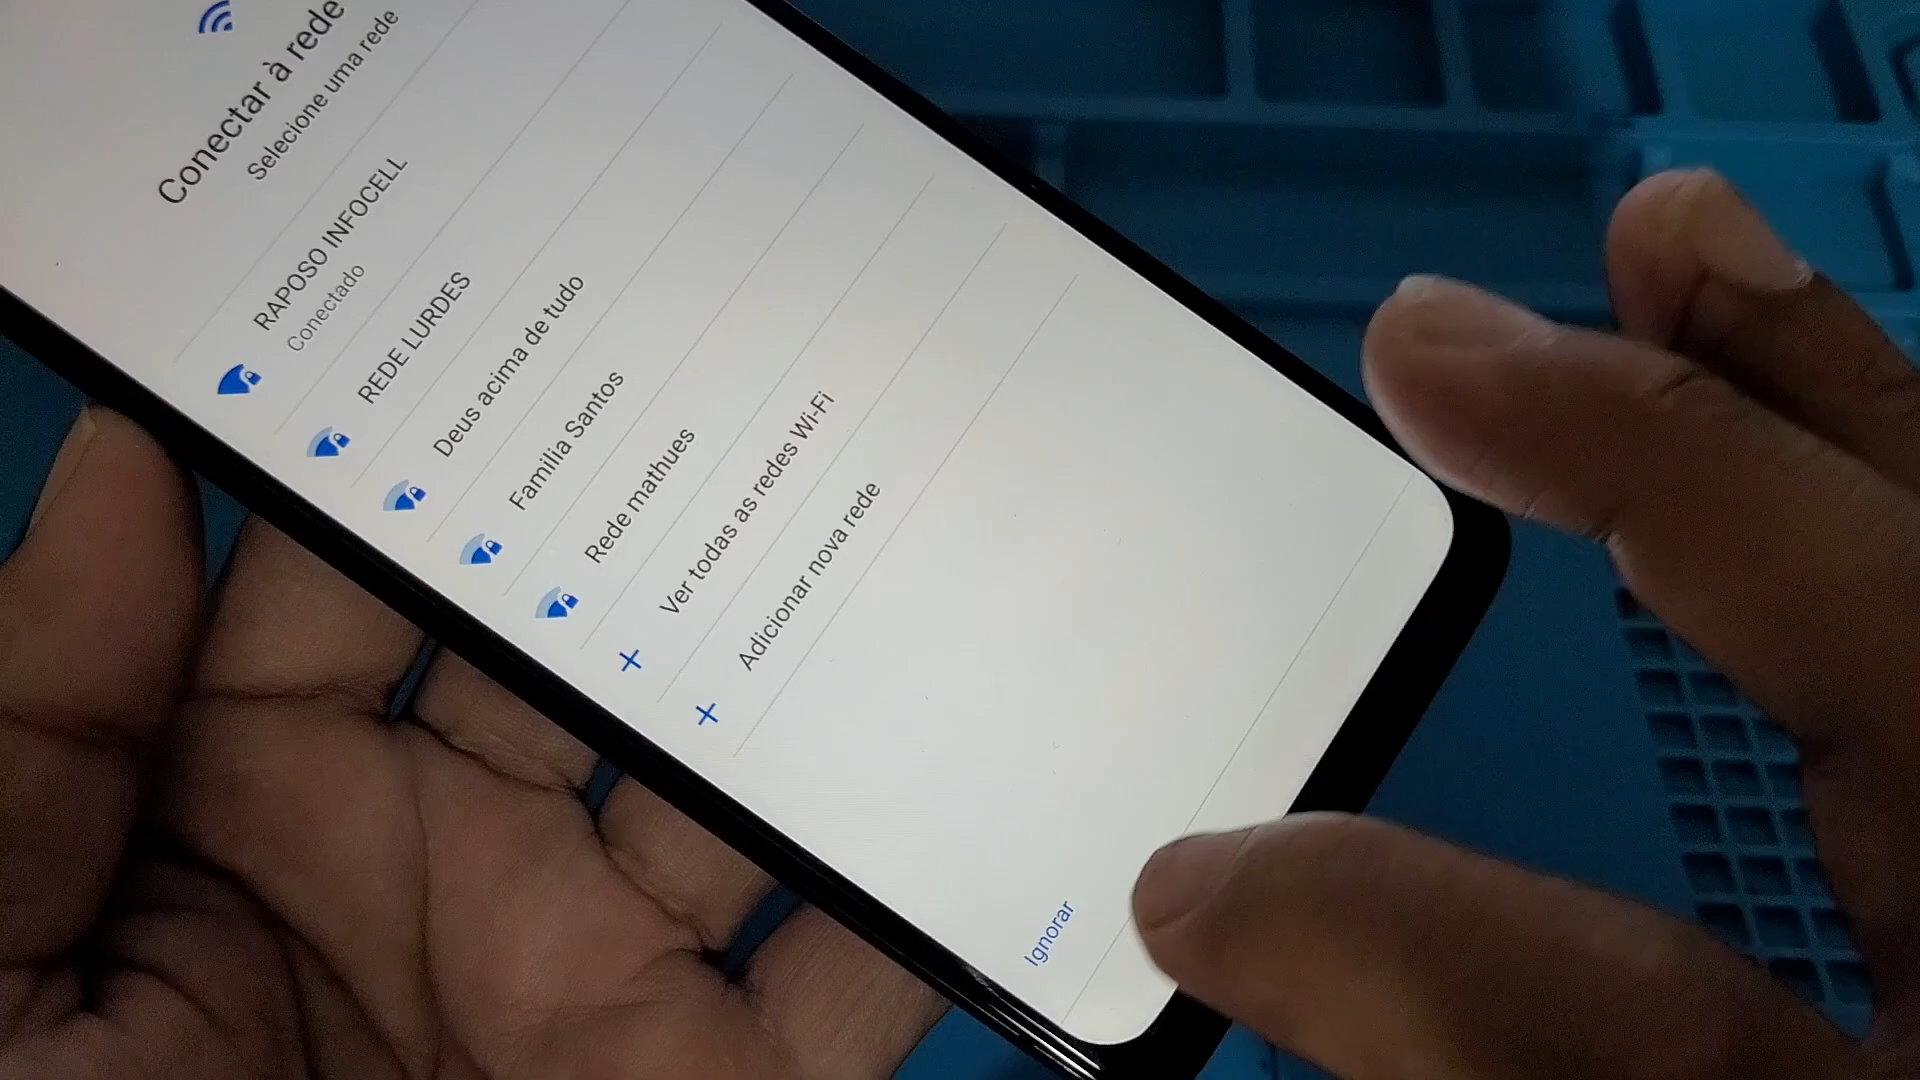 Conectar à rede
Selecione uma rede
RAPOSO INFOCELL
Conectado
REDE LURDES
Deus acima de tudo
Familia Santos
Rede mathues
Ver todas as redes Wi-Fi
Adicionar nova rede
Ignorar